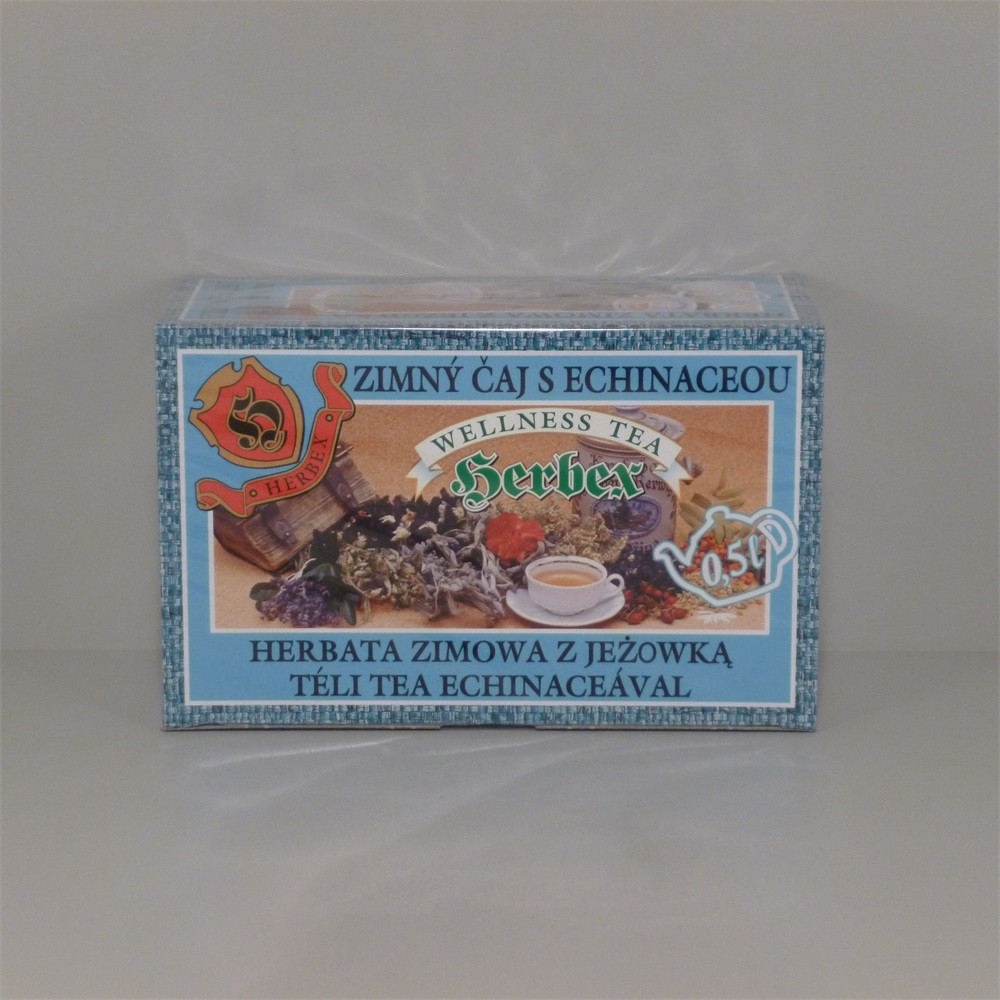 ZIMNÝ ČAJ S ECHINACEOU
HERBEX
WELLNESS TEA
Herbex
0,5l
HERBATA ZIMOWA Z JEŻOWKĄ
TÉLI TEA ECHINACEÁVAL